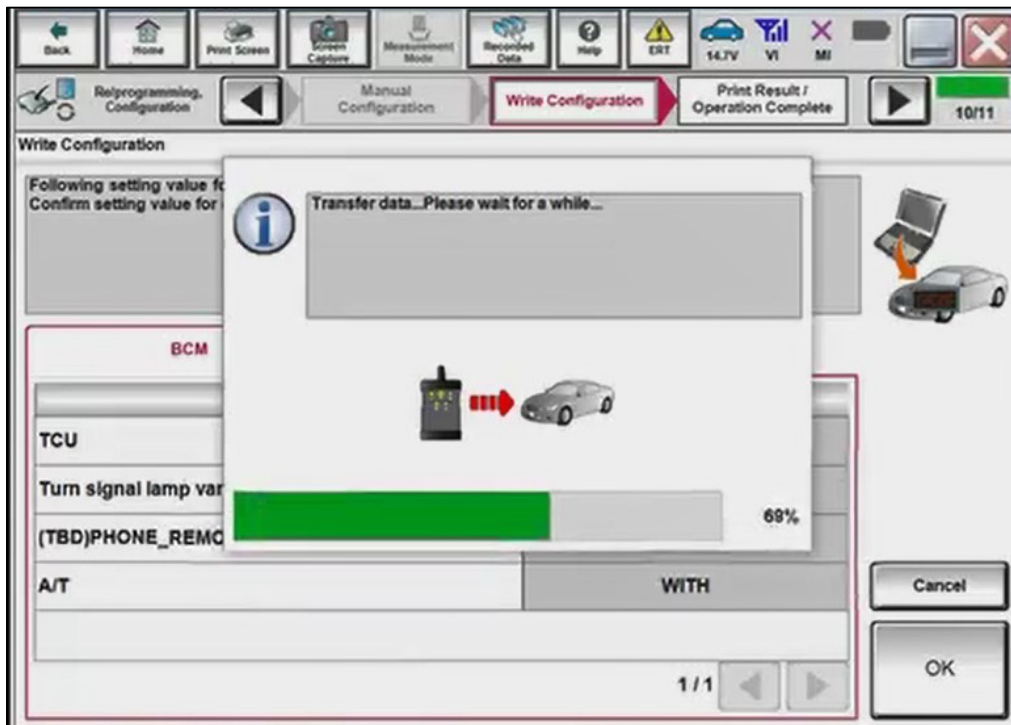 Back
Home
Print Screen
Screen
Capture
Measurement
Mode
Recorded
Data
Help
ERT
14.7V
VI
MI
Re/programming,
Configuration
Manual
Configuration
Write Configuration
Print Result /
Operation Complete
10/11
Write Configuration
Following setting value fo
Confirm setting value for
Transfer data...Please wait for a while...
BCM
TCU
Turn signal lamp var
(TBD)PHONE_REMO
69%
A/T
WITH
Cancel
1 / 1
OK